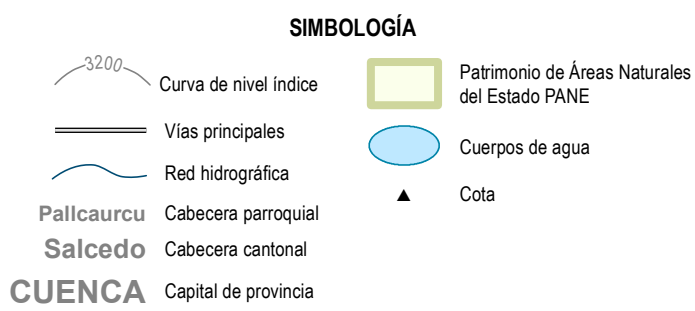 SIMBOLOGÍA
3200
Curva de nivel índice
Vías principales
Red hidrográfica
Pallcaurcu Cabecera parroquial
Salcedo Cabecera cantonal
CUENCA Capital de provincia
Patrimonio de Áreas Naturales
del Estado PANE
Cuerpos de agua
Cota